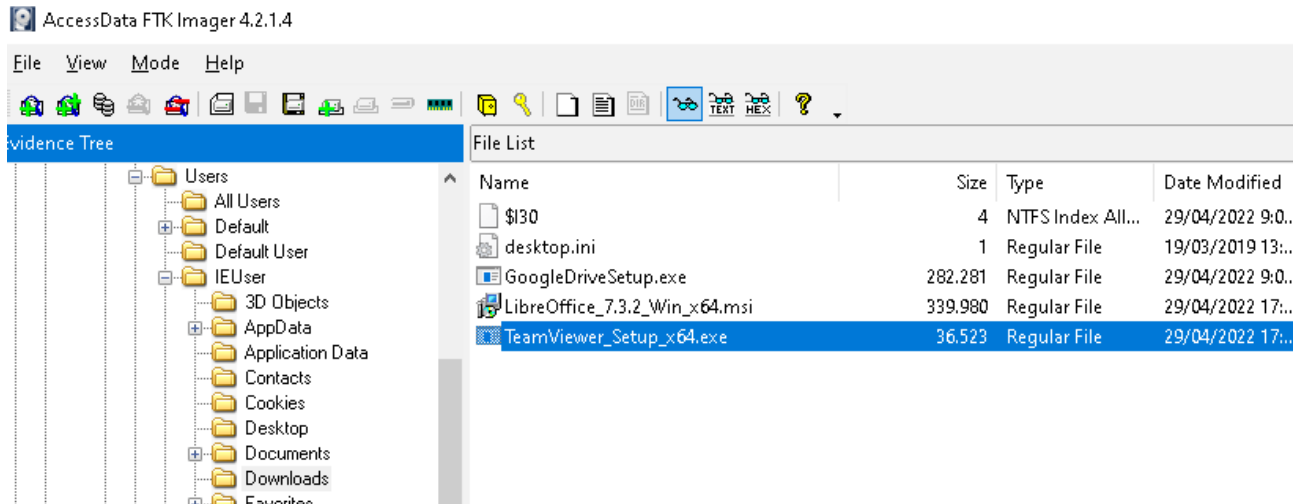 AccessData FTK Imager 4.2.1.4
File View Mode Help
TEXT HEX
Evidence Tree
File List
Users
All Users
Default
Default User
IEUser
3D Objects
AppData
Application Data
Contacts
Cookies
Desktop
Documents
Downloads
Favorites
Name Size Type Date Modified
$I30 4 NTFS Index All... 29/04/2022 9:0...
desktop.ini 1 Regular File 19/03/2019 13:...
GoogleDriveSetup.exe 282.281 Regular File 29/04/2022 9:0...
LibreOffice_7.3.2_Win_x64.msi 339.980 Regular File 29/04/2022 17:...
TeamViewer_Setup_x64.exe 36.523 Regular File 29/04/2022 17:...